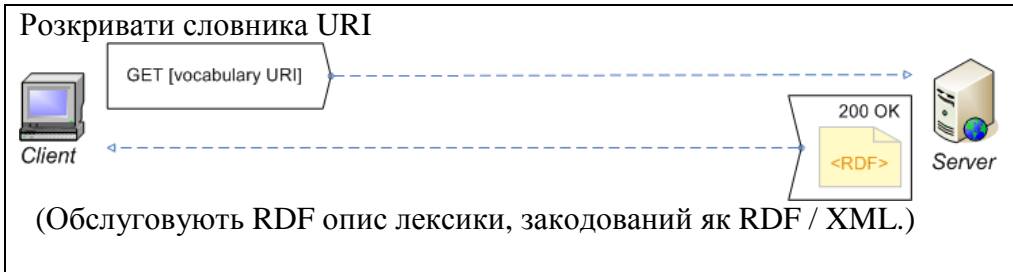 Розкривати словника URI
GET [vocabulary URI]
200 OK
<RDF>
Client
Server
(Обслуговують RDF опис лексики, закодований як RDF / XML.)